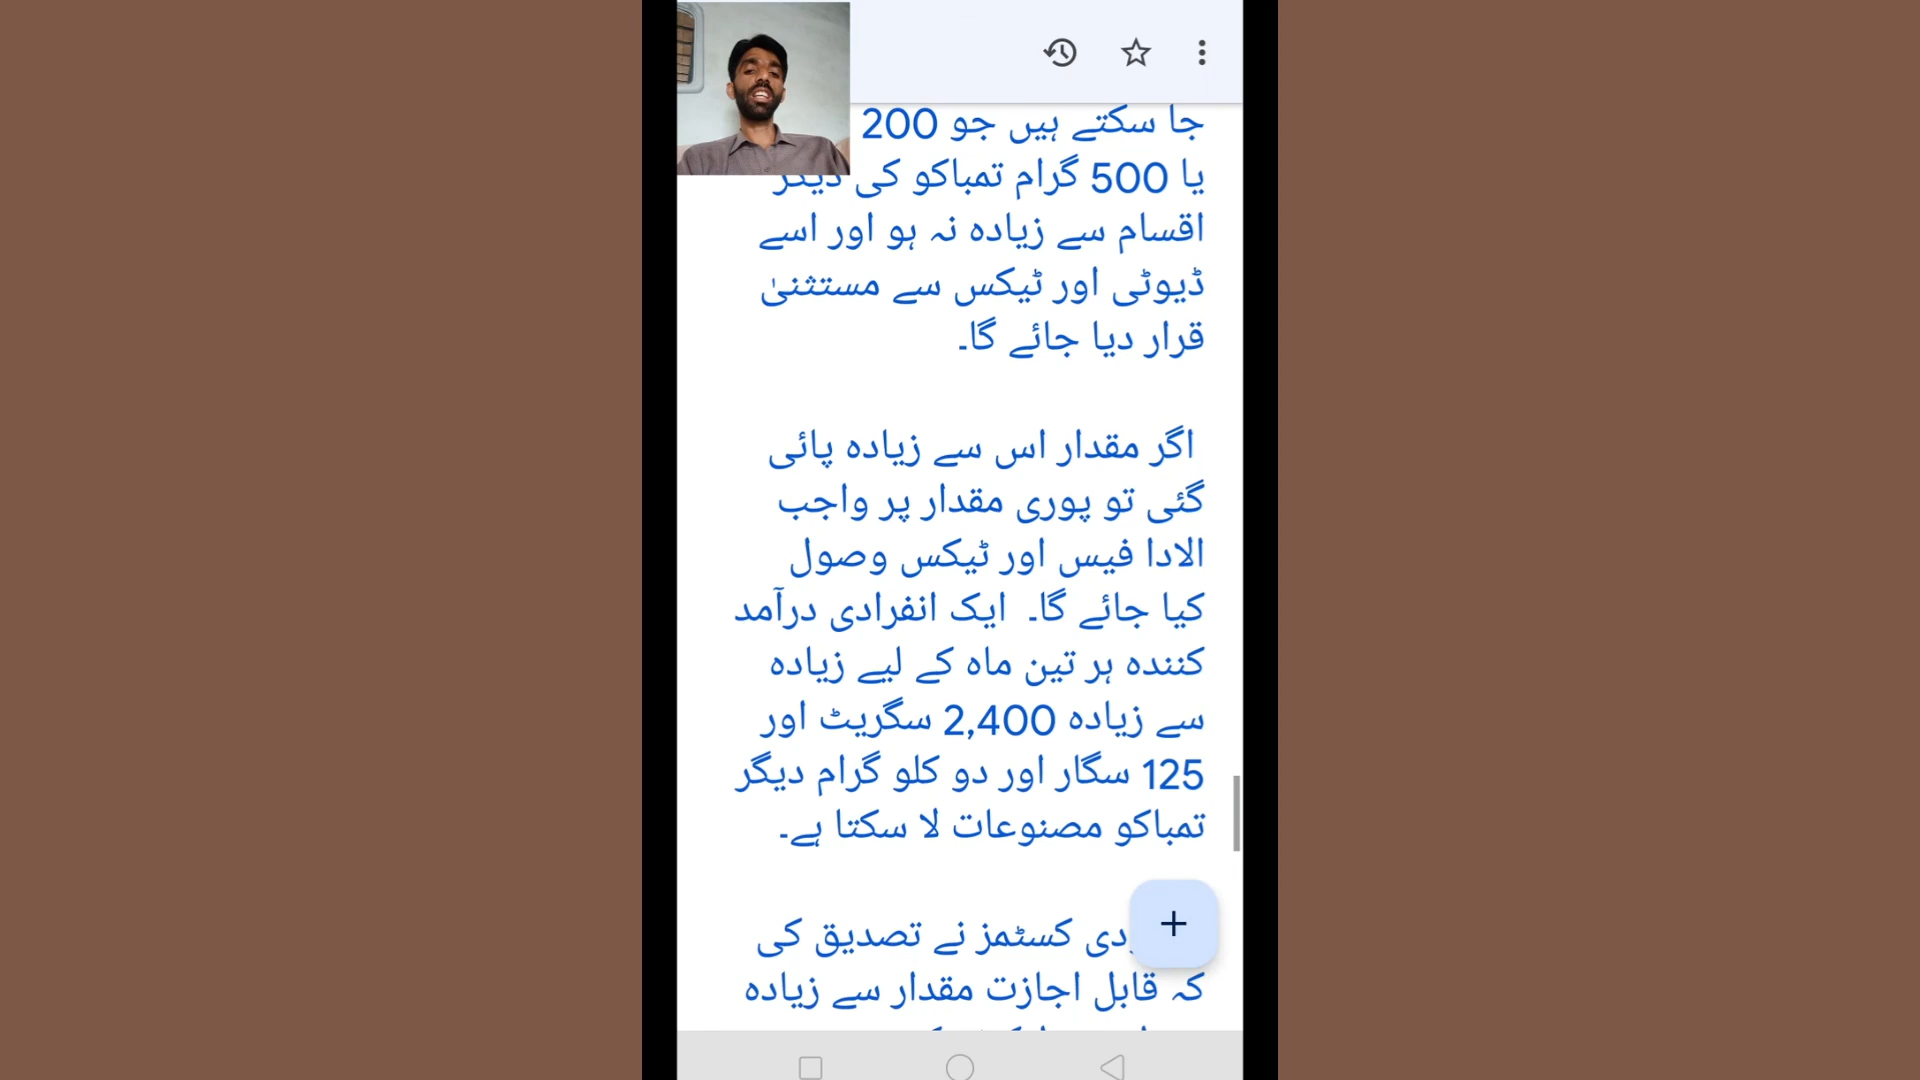 جا سکتے ہیں جو 200
یا 500 گرام تمباکو کی دیگر
اقسام سے زیادہ نہ ہو اور اسے
ڈیوٹی اور ٹیکس سے مستثنیٰ
قرار دیا جائے گا۔
اگر مقدار اس سے زیادہ پائی
گئی تو پوری مقدار پر واجب
الادا فیس اور ٹیکس وصول
کیا جائے گا۔ ایک انفرادی درآمد
کنندہ ہر تین ماہ کے لیے زیادہ
سے زیادہ 2,400 سگریٹ اور
125 سگار اور دو کلو گرام دیگر
تمباکو مصنوعات لا سکتا ہے۔
کسٹمز نے تصدیق کی
کہ قابل اجازت مقدار سے زیادہ